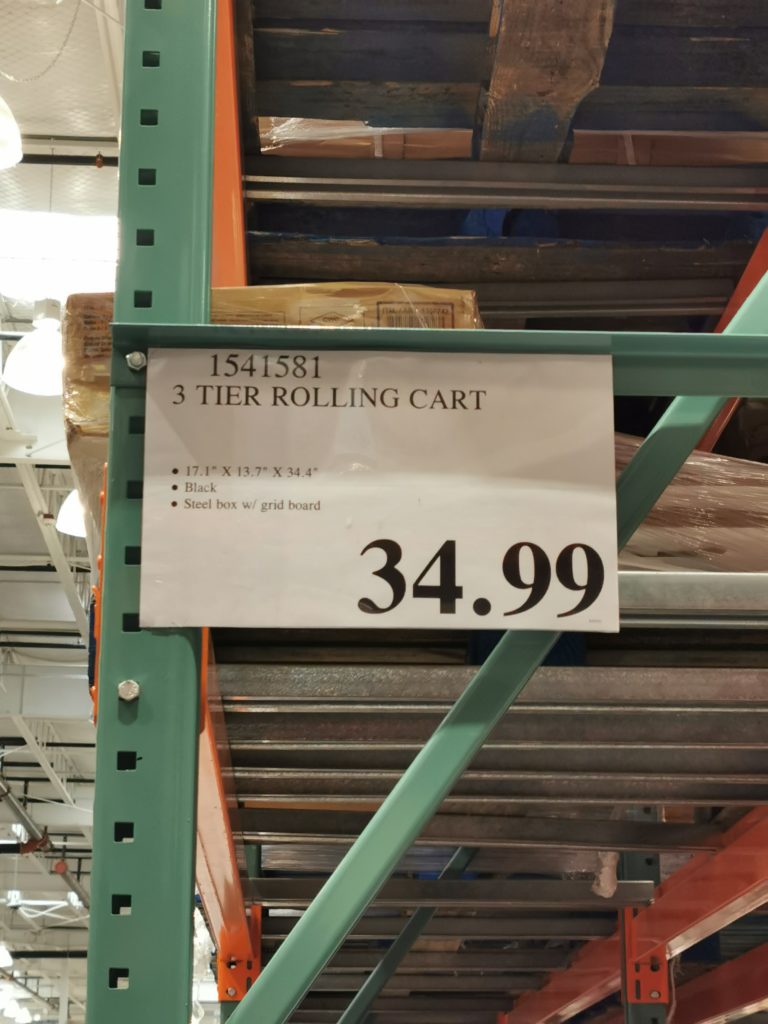 1541581
3 TIER ROLLING CART
• 17.1" X 13.7" X 34.4"
• Black
• Steel box w/ grid board
34.99